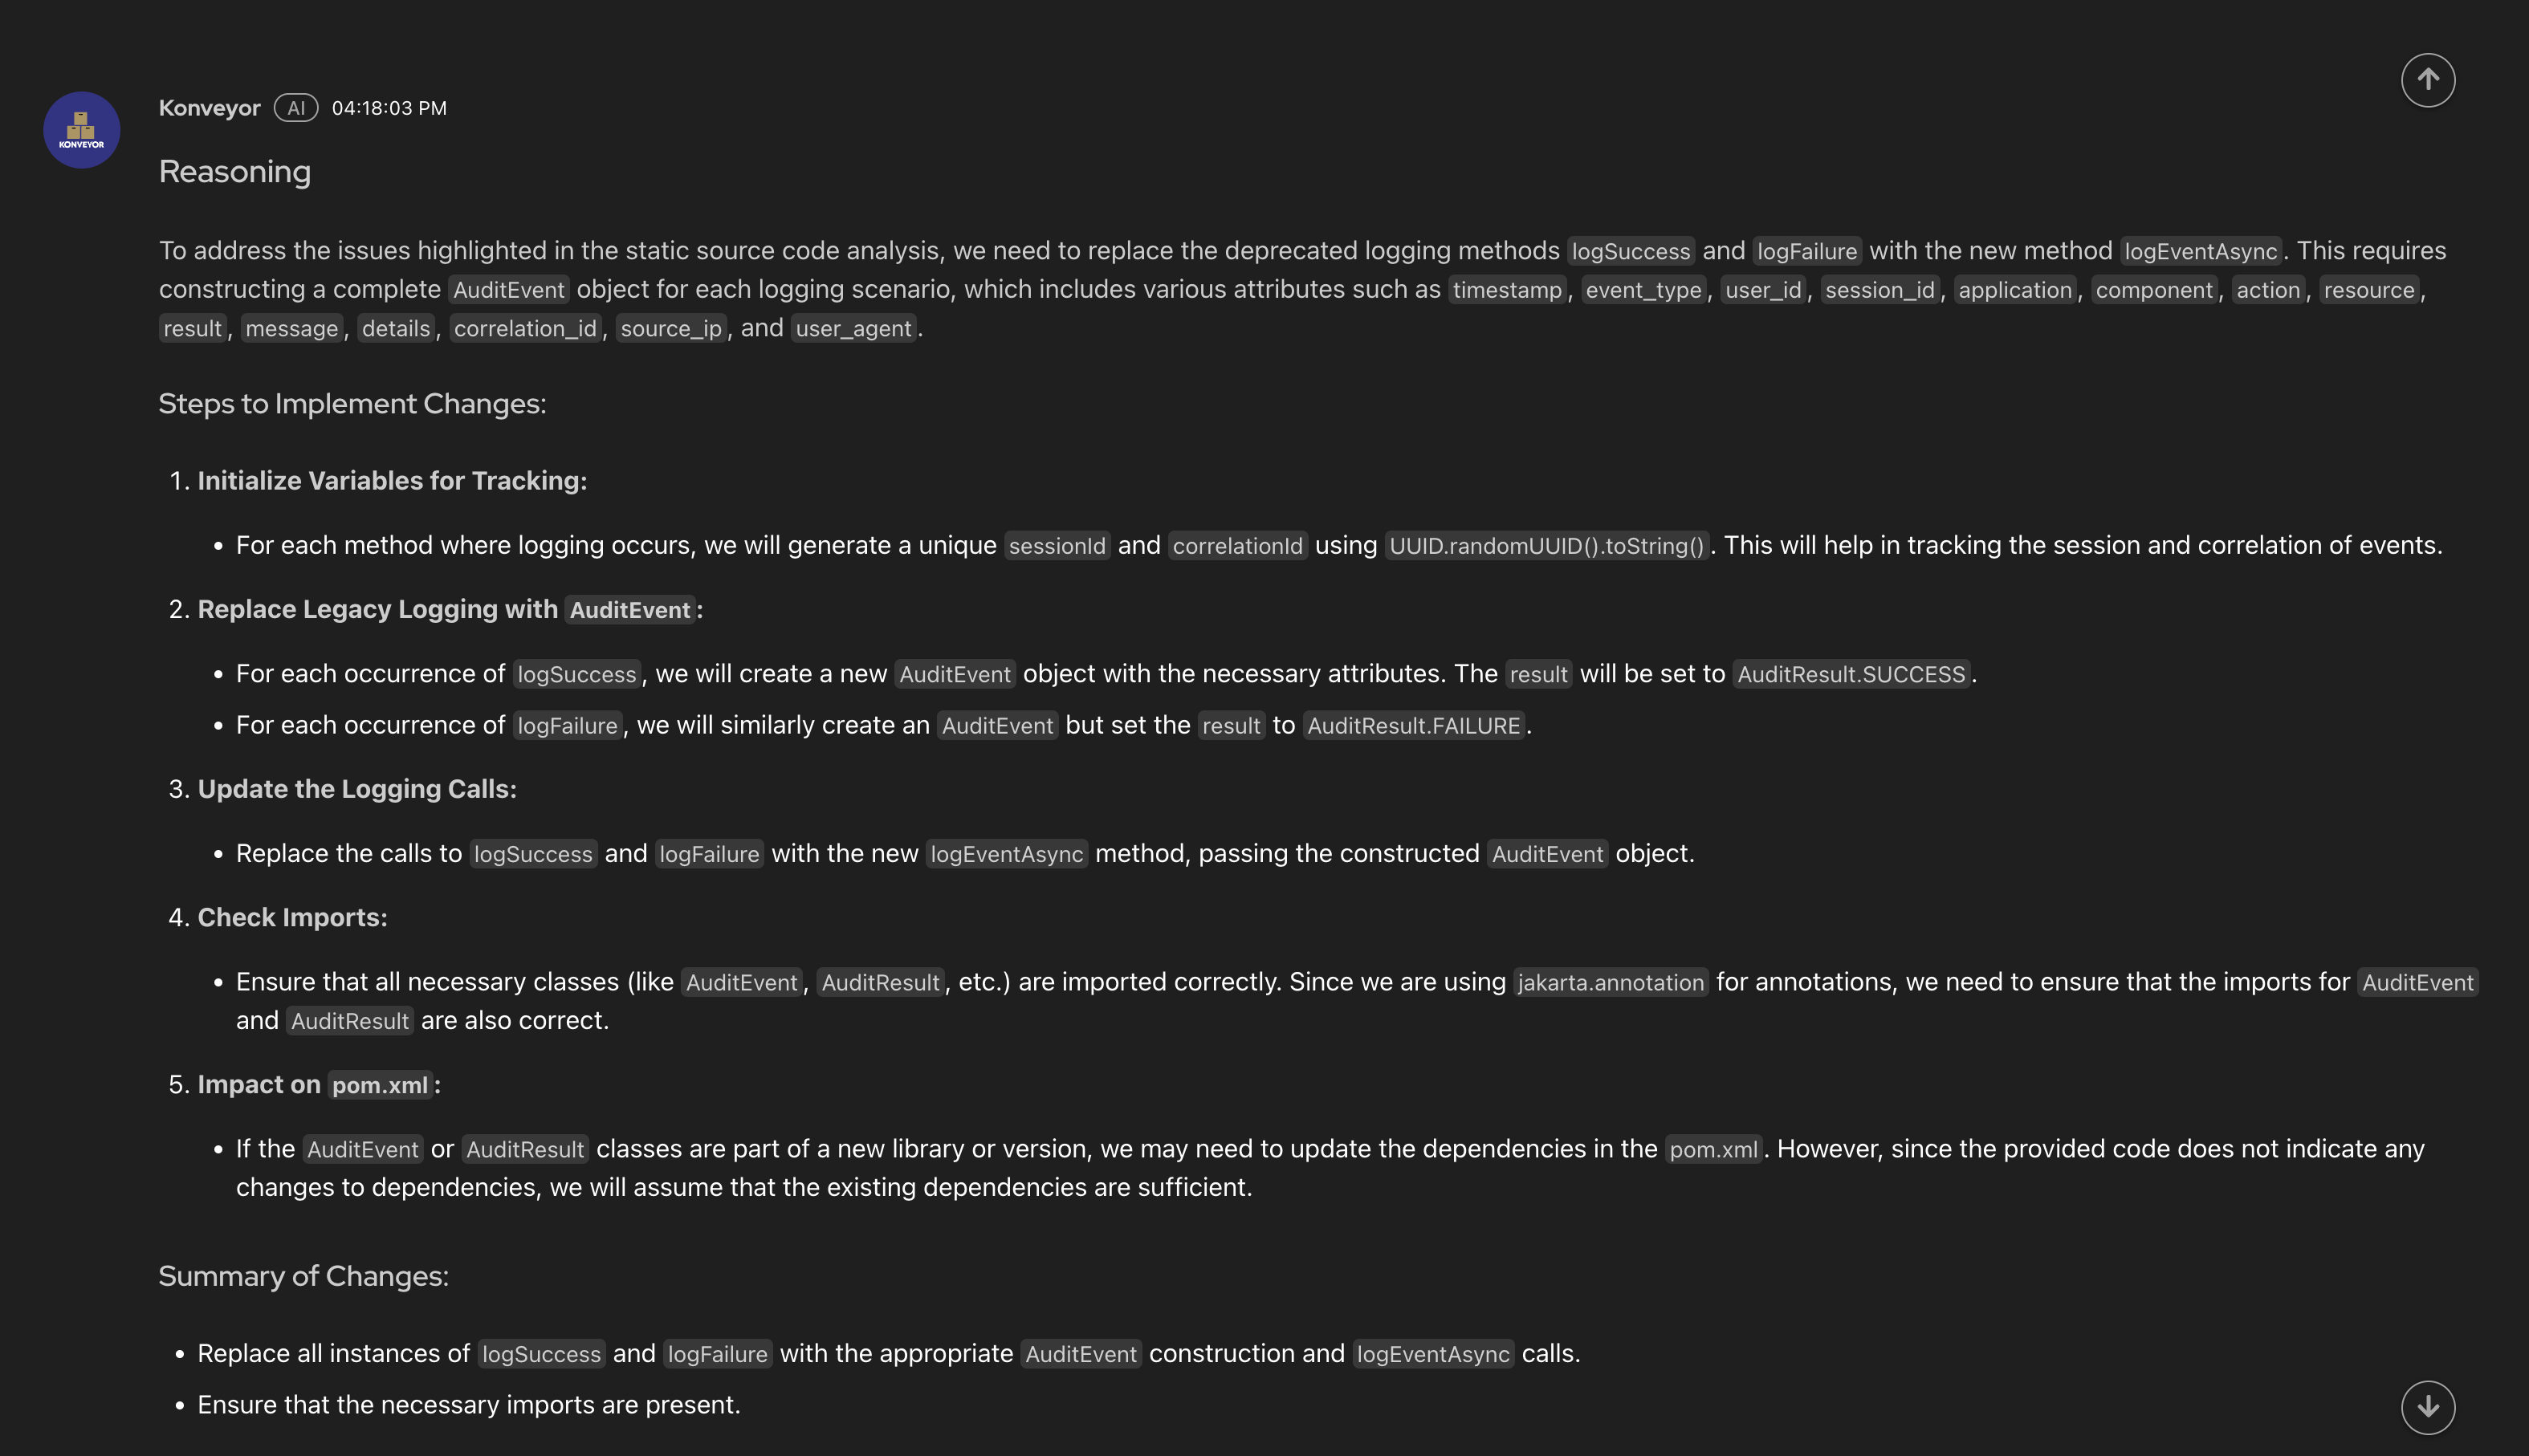 KONVEYOR
Konveyor AI 04:18:03 PM
Reasoning
To address the issues highlighted in the static source code analysis, we need to replace the deprecated logging methods logSuccess and logFailure with the new method logEventAsync. This requires
constructing a complete AuditEvent object for each logging scenario, which includes various attributes such as timestamp, event_type, user_id, session_id, application, component, action, resource,
result, message, details, correlation_id, source_ip, and user_agent.
Steps to Implement Changes:
1. Initialize Variables for Tracking:
• For each method where logging occurs, we will generate a unique sessionId and correlationId using UUID.randomUUID().toString(). This will help in tracking the session and correlation of events.
2. Replace Legacy Logging with AuditEvent:
• For each occurrence of logSuccess, we will create a new AuditEvent object with the necessary attributes. The result will be set to AuditResult.SUCCESS.
• For each occurrence of logFailure, we will similarly create an AuditEvent but set the result to AuditResult.FAILURE.
3. Update the Logging Calls:
• Replace the calls to logSuccess and logFailure with the new logEventAsync method, passing the constructed AuditEvent object.
4. Check Imports:
• Ensure that all necessary classes (like AuditEvent, AuditResult, etc.) are imported correctly. Since we are using jakarta.annotation for annotations, we need to ensure that the imports for AuditEvent
and AuditResult are also correct.
5. Impact on pom.xml:
• If the AuditEvent or AuditResult classes are part of a new library or version, we may need to update the dependencies in the pom.xml. However, since the provided code does not indicate any
changes to dependencies, we will assume that the existing dependencies are sufficient.
Summary of Changes:
• Replace all instances of logSuccess and logFailure with the appropriate AuditEvent construction and logEventAsync calls.
• Ensure that the necessary imports are present.